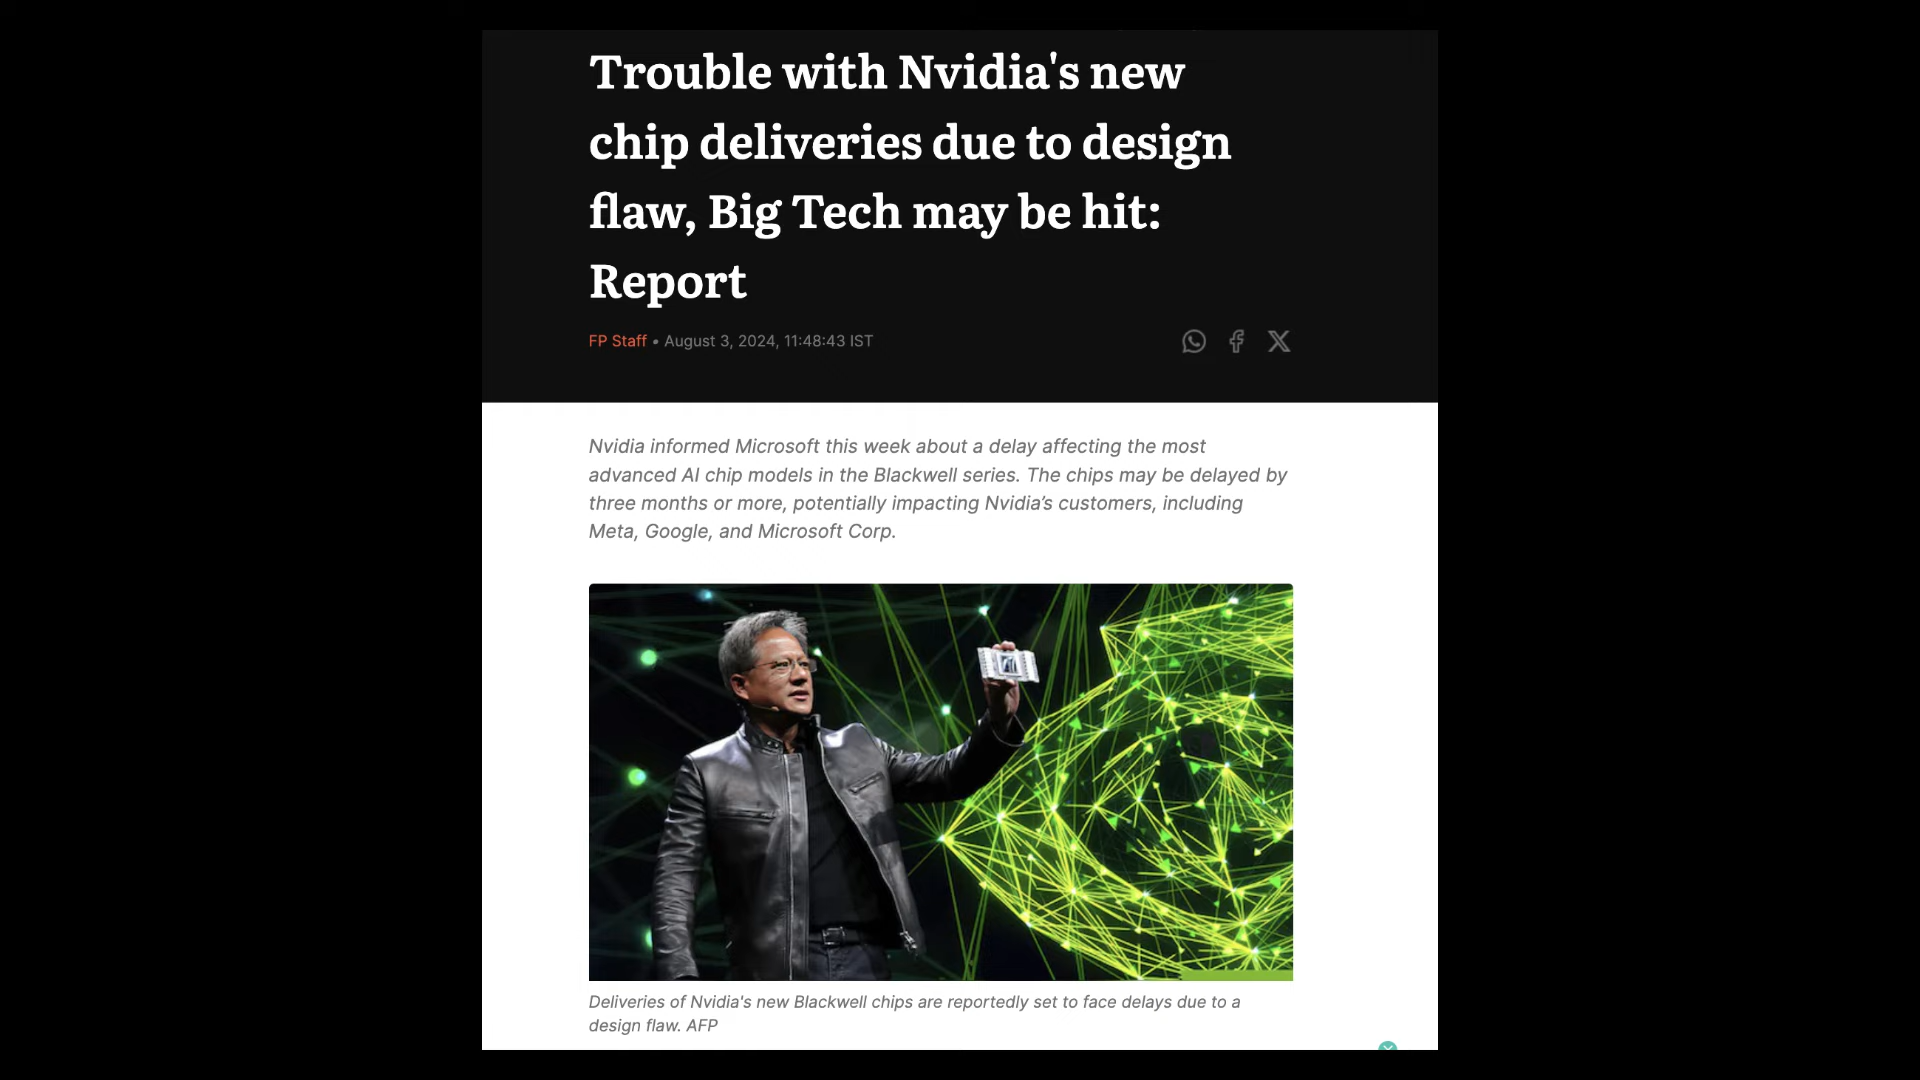 Trouble with Nvidia's new
chip deliveries due to design
flaw, Big Tech may be hit:
Report
FP Staff • August 3, 2024, 11:48:43 IST
Nvidia informed Microsoft this week about a delay affecting the most
advanced AI chip models in the Blackwell series. The chips may be delayed by
three months or more, potentially impacting Nvidia’s customers, including
Meta, Google, and Microsoft Corp.
Deliveries of Nvidia's new Blackwell chips are reportedly set to face delays due to a
design flaw. AFP